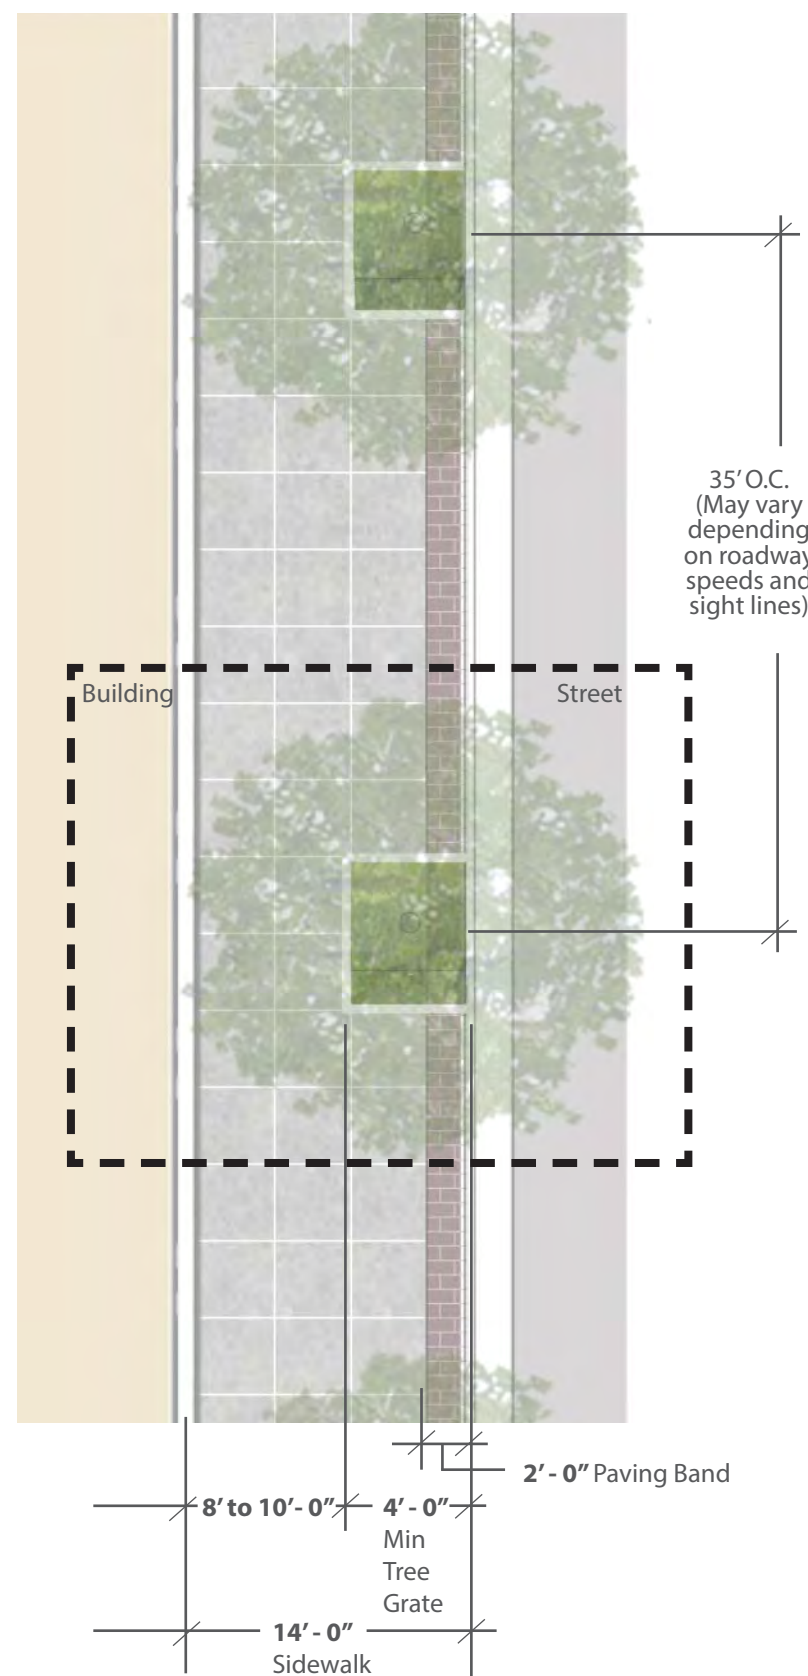 35' O.C.
(May vary
depending
on roadway
speeds and
sight lines)
Building
Street
2' - 0" Paving Band
8' to 10' - 0"
4' - 0"
Min
Tree
Grate
14' - 0"
Sidewalk